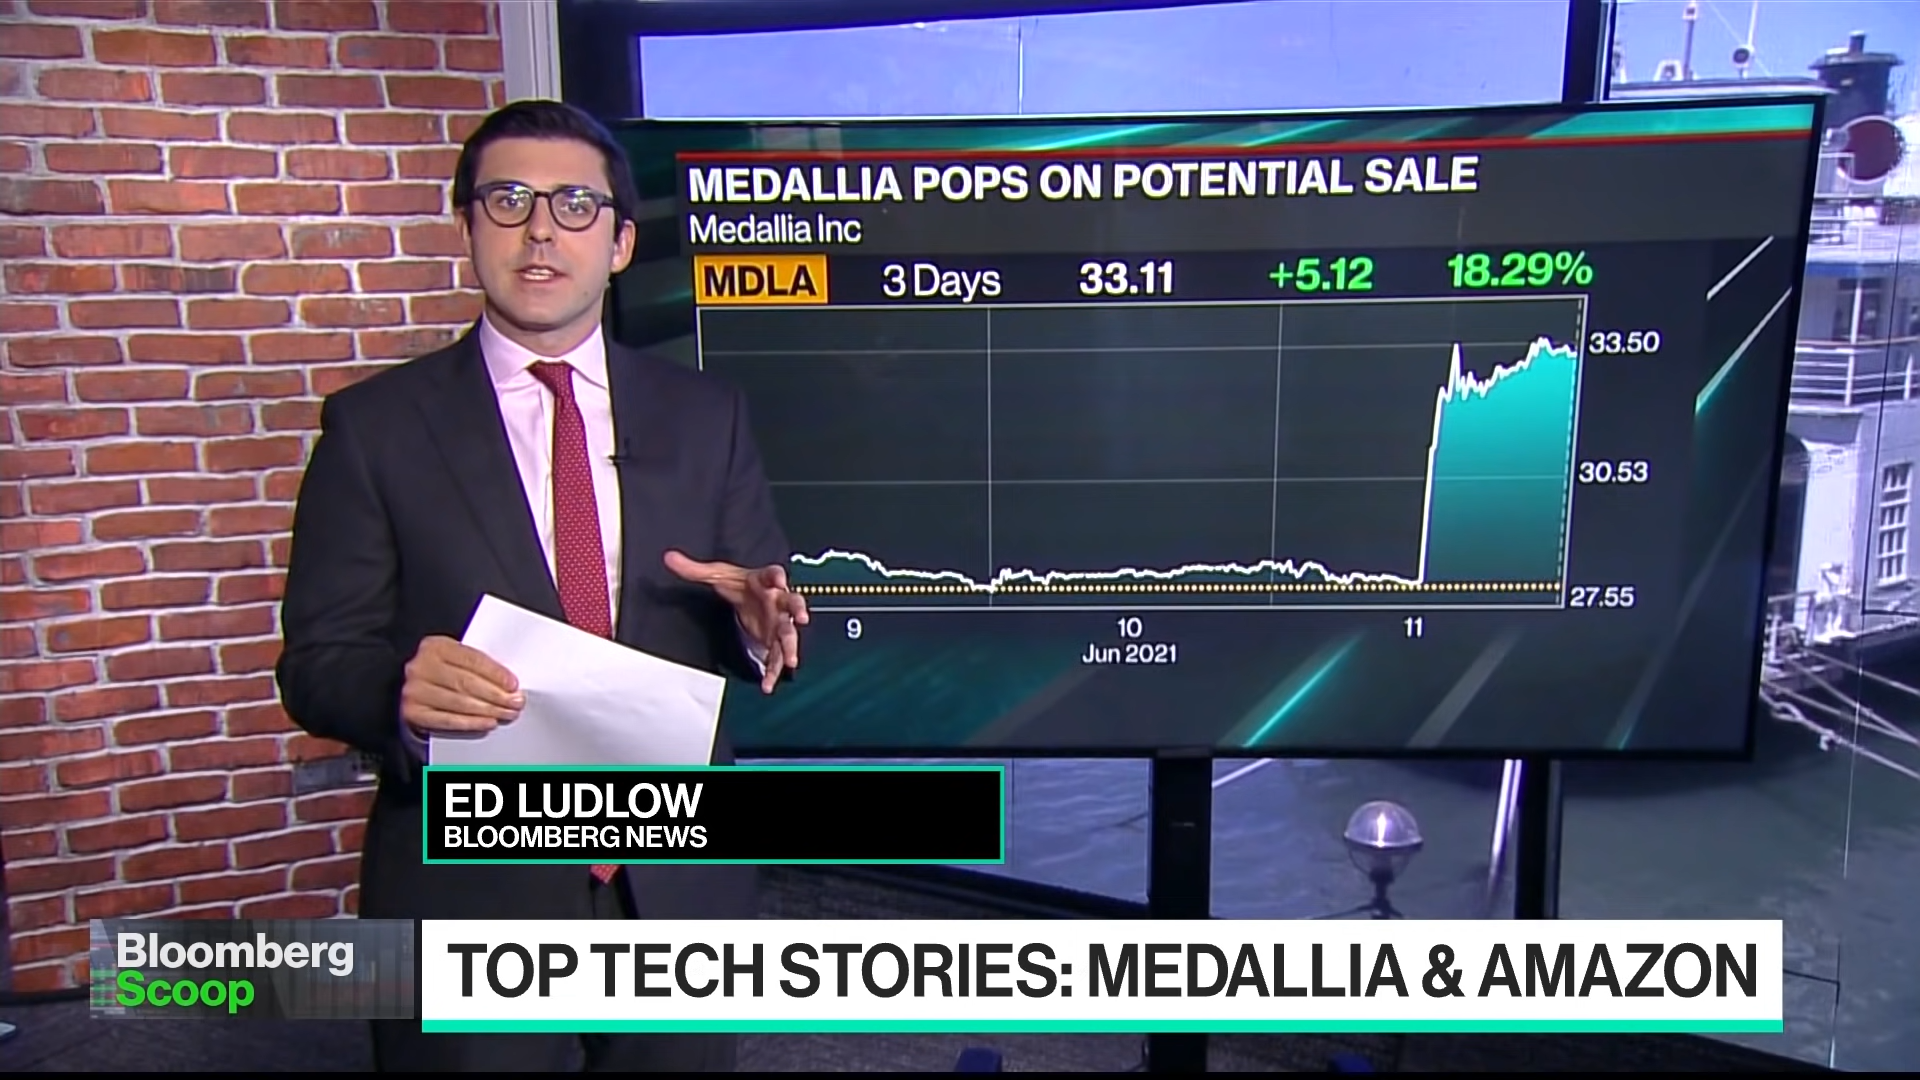 MEDALLIA POPS ON POTENTIAL SALE
Medallia Inc
MDLA 3 Days 33.11 +5.12 18.29%
33.50
30.53
27.55
9 10 11
Jun 2021
ED LUDLOW
BLOOMBERG NEWS
Bloomberg
Scoop
TOP TECH STORIES: MEDALLIA & AMAZON